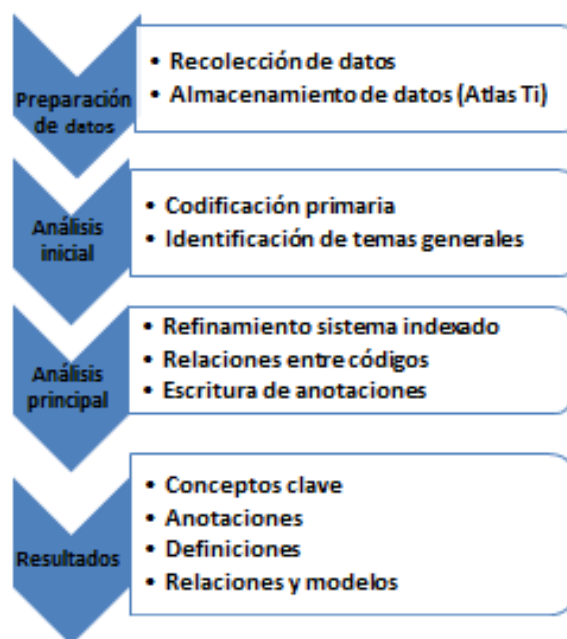 Preparación
de datos
• Recolección de datos
• Almacenamiento de datos (Atlas Ti)
Análisis
inicial
• Codificación primaria
• Identificación de temas generales
Análisis
principal
• Refinamiento sistema indexado
• Relaciones entre códigos
• Escritura de anotaciones
Resultados
• Conceptos clave
• Anotaciones
• Definiciones
• Relaciones y modelos